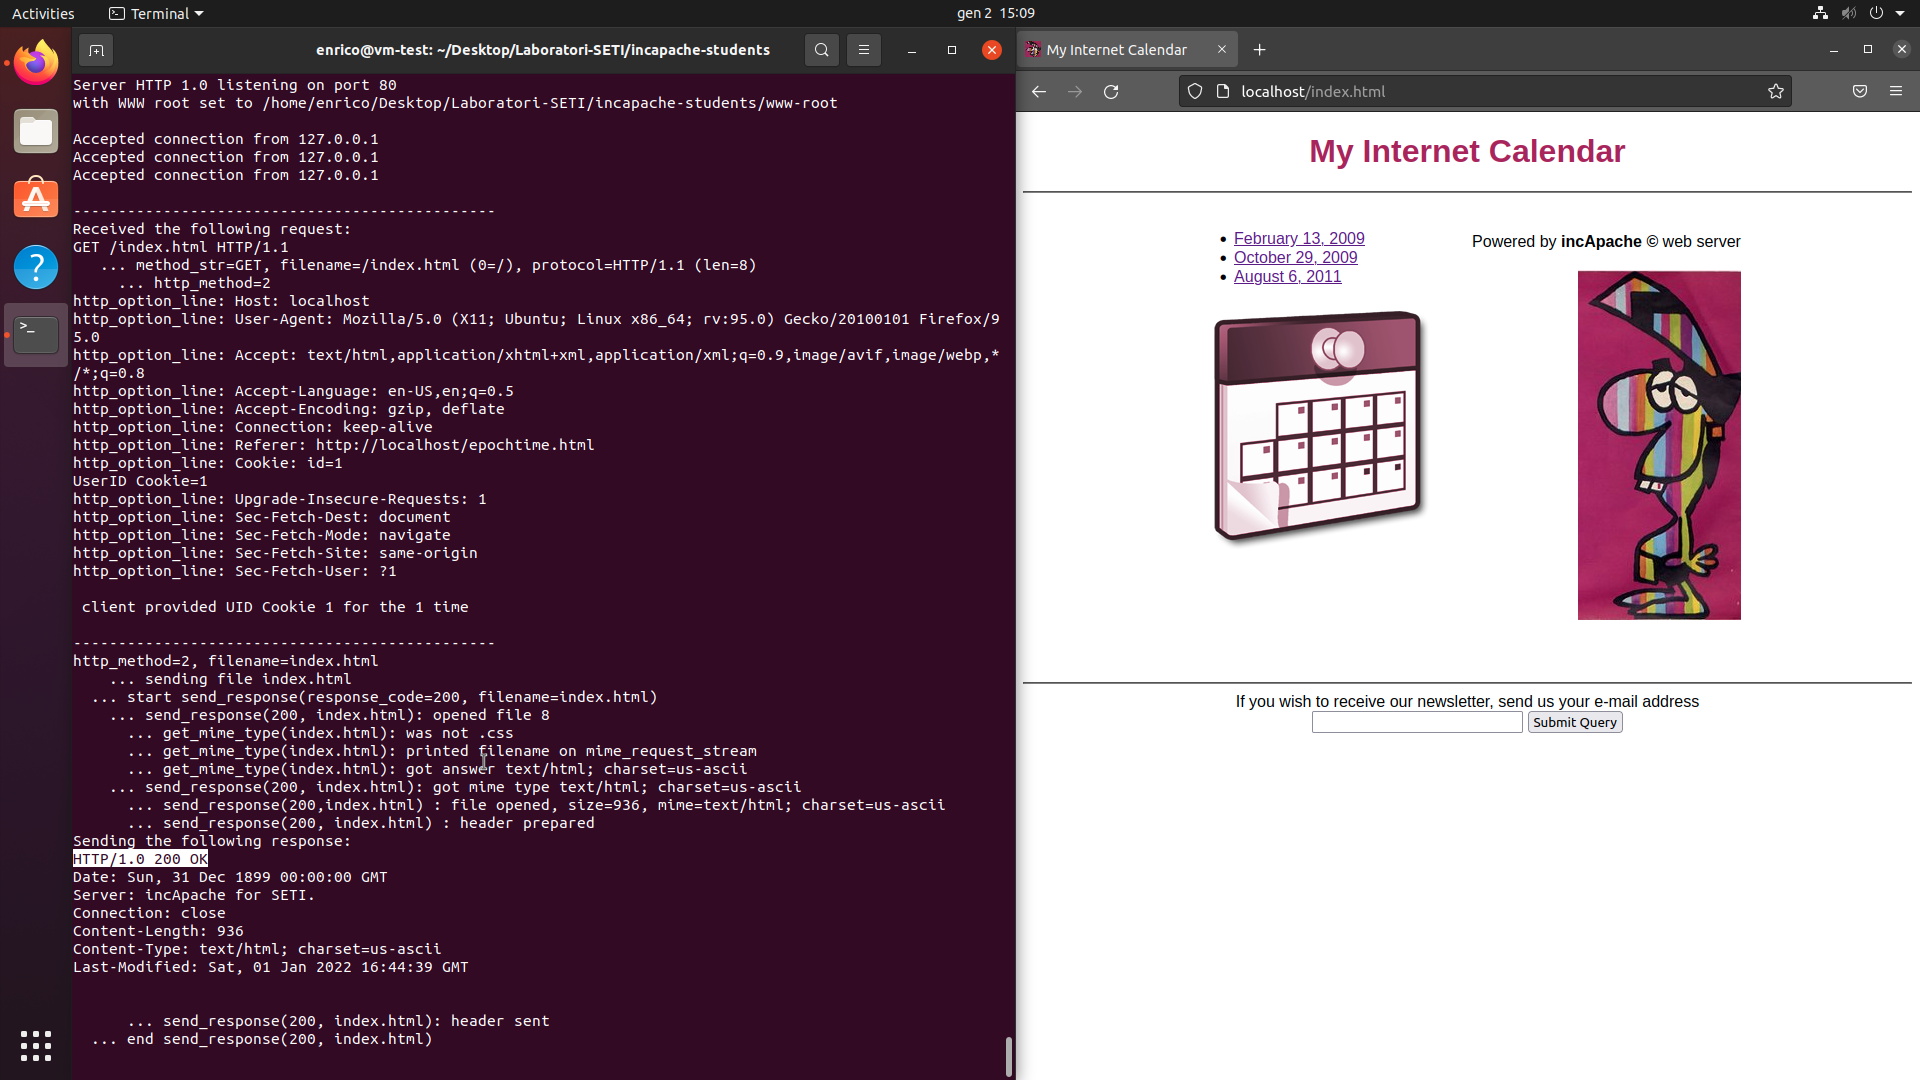 Activities
Terminal
gen 2 15:09
enrico@vm-test: ~/Desktop/Laboratori-SETI/incapache-students
Server HTTP 1.0 listening on port 80
with WWW root set to /home/enrico/Desktop/Laboratori-SETI/incapache-students/www-root
Accepted connection from 127.0.0.1
Accepted connection from 127.0.0.1
Accepted connection from 127.0.0.1
-----------------------------------------------
Received the following request:
GET /index.html HTTP/1.1
... method_str=GET, filename=/index.html (0=/), protocol=HTTP/1.1 (len=8)
... http_method=2
http_option_line: Host: localhost
http_option_line: User-Agent: Mozilla/5.0 (X11; Ubuntu; Linux x86_64; rv:95.0) Gecko/20100101 Firefox/9
5.0
http_option_line: Accept: text/html,application/xhtml+xml,application/xml;q=0.9,image/avif,image/webp,*
/*;q=0.8
http_option_line: Accept-Language: en-US,en;q=0.5
http_option_line: Accept-Encoding: gzip, deflate
http_option_line: Connection: keep-alive
http_option_line: Referer: http://localhost/epochtime.html
http_option_line: Cookie: id=1
UserID Cookie=1
http_option_line: Upgrade-Insecure-Requests: 1
http_option_line: Sec-Fetch-Dest: document
http_option_line: Sec-Fetch-Mode: navigate
http_option_line: Sec-Fetch-Site: same-origin
http_option_line: Sec-Fetch-User: ?1
client provided UID Cookie 1 for the 1 time
-----------------------------------------------
http_method=2, filename=index.html
... sending file index.html
... start send_response(response_code=200, filename=index.html)
... send_response(200, index.html): opened file 8
... get_mime_type(index.html): was not .css
... get_mime_type(index.html): printed filename on mime_request_stream
... get_mime_type(index.html): got answer text/html; charset=us-ascii
... send_response(200, index.html): got mime type text/html; charset=us-ascii
... send_response(200,index.html) : file opened, size=936, mime=text/html; charset=us-ascii
... send_response(200, index.html) : header prepared
Sending the following response:
HTTP/1.0 200 OK
Date: Sun, 31 Dec 1899 00:00:00 GMT
Server: incApache for SETI.
Connection: close
Content-Length: 936
Content-Type: text/html; charset=us-ascii
Last-Modified: Sat, 01 Jan 2022 16:44:39 GMT
... send_response(200, index.html): header sent
... end send_response(200, index.html)
My Internet Calendar
localhost/index.html
My Internet Calendar
February 13, 2009
October 29, 2009
August 6, 2011
Powered by incApache © web server
If you wish to receive our newsletter, send us your e-mail address
Submit Query